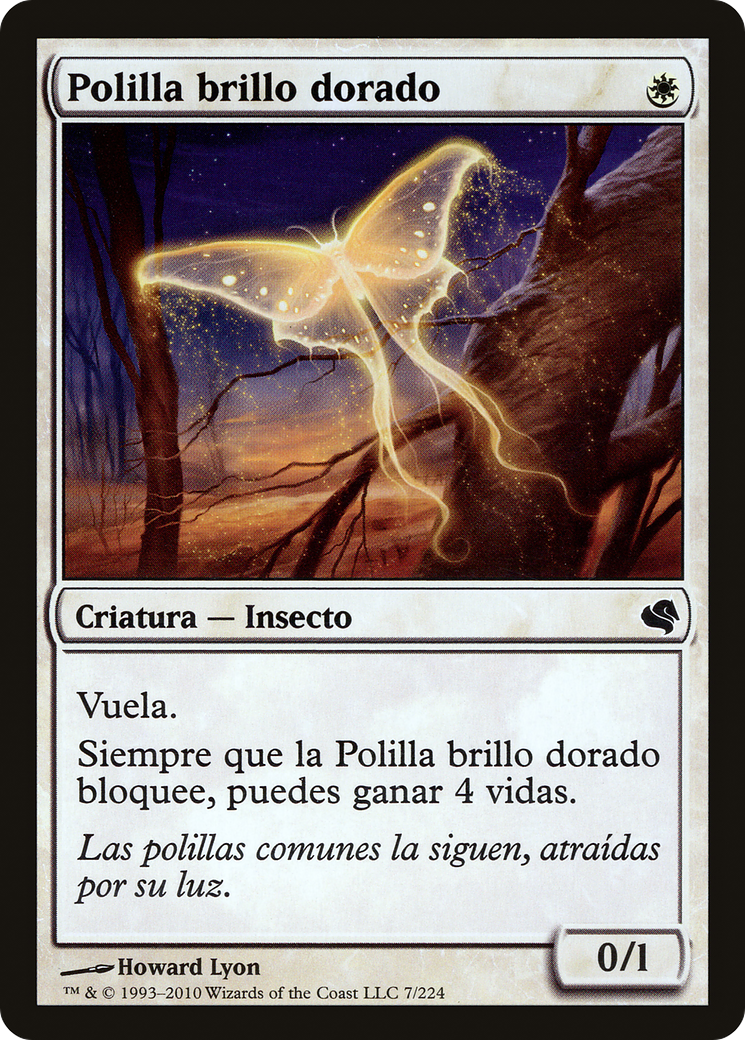 Polilla brillo dorado
Criatura — Insecto
Vuela.
Siempre que la Polilla brillo dorado
bloquee, puedes ganar 4 vidas.
Las polillas comunes la siguen, atraídas
por su luz.
0/1
Howard Lyon
™ & © 1993–2010 Wizards of the Coast LLC 7/224